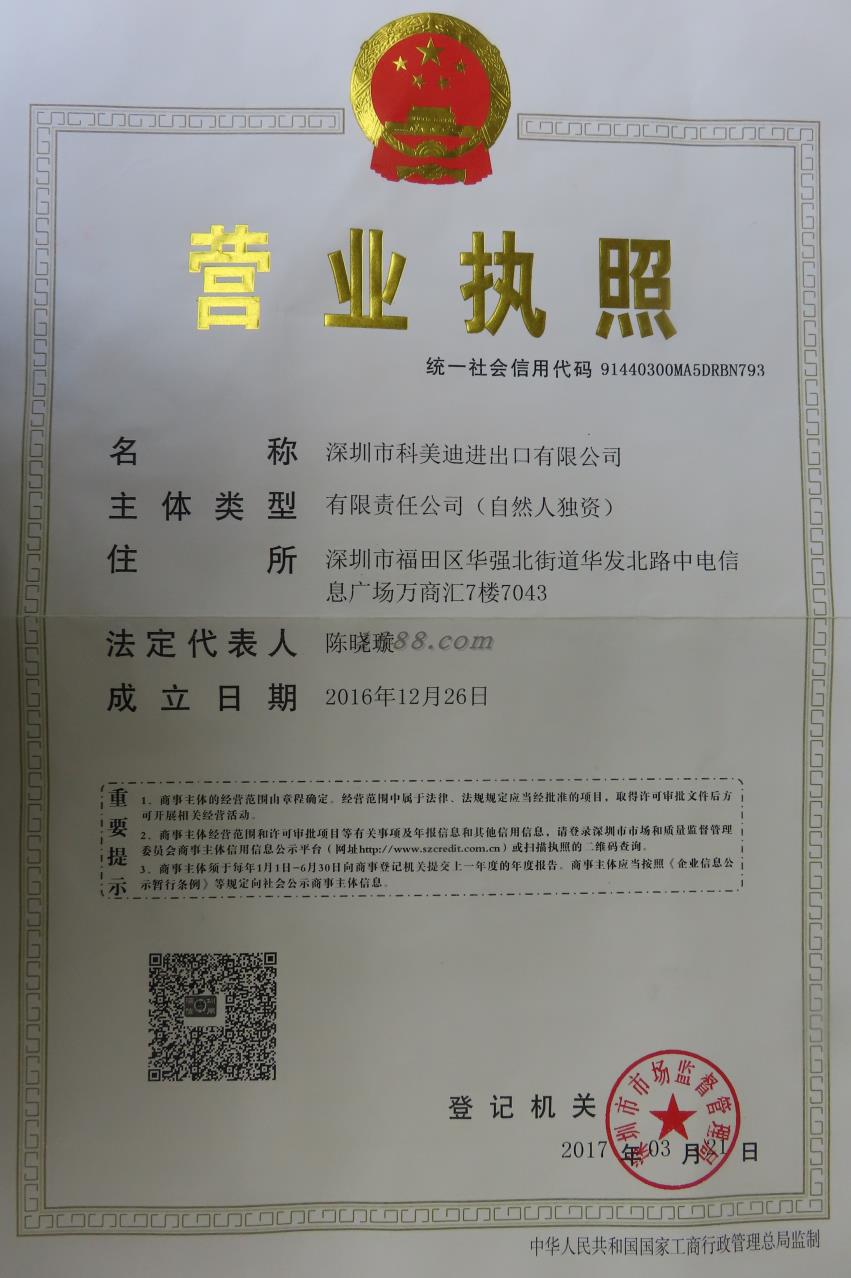 营业执照
统一社会信用代码 91440300MA5DRBN793
名称 深圳市科美迪进出口有限公司
主体类型 有限责任公司（自然人独资）
住所 深圳市福田区华强北街道华发北路中电信
息广场万商汇7楼7043
法定代表人 陈晓璇
88.com
成立日期 2016年12月26日
重要提示
1、商事主体的经营范围由章程确定。经营范围中属于法律、法规规定应当经批准的项目，取得许可审批文件后方
可开展相关经营活动。
2、商事主体经营范围和许可审批项目等有关事项及年报信息和其他信用信息，请登录深圳市市场和质量监督管理
委员会商事主体信用信息公示平台（网址http://www.szcredit.com.cn）或扫描执照的二维码查询。
3、商事主体须于每年1月1日-6月30日向商事登记机关提交上一年度的年度报告。商事主体应当按照《企业信息公
示暂行条例》等规定向社会公示商事主体信息。
登记机关
深圳市市场监督管理局
2017年03月21日
中华人民共和国国家工商行政管理总局监制